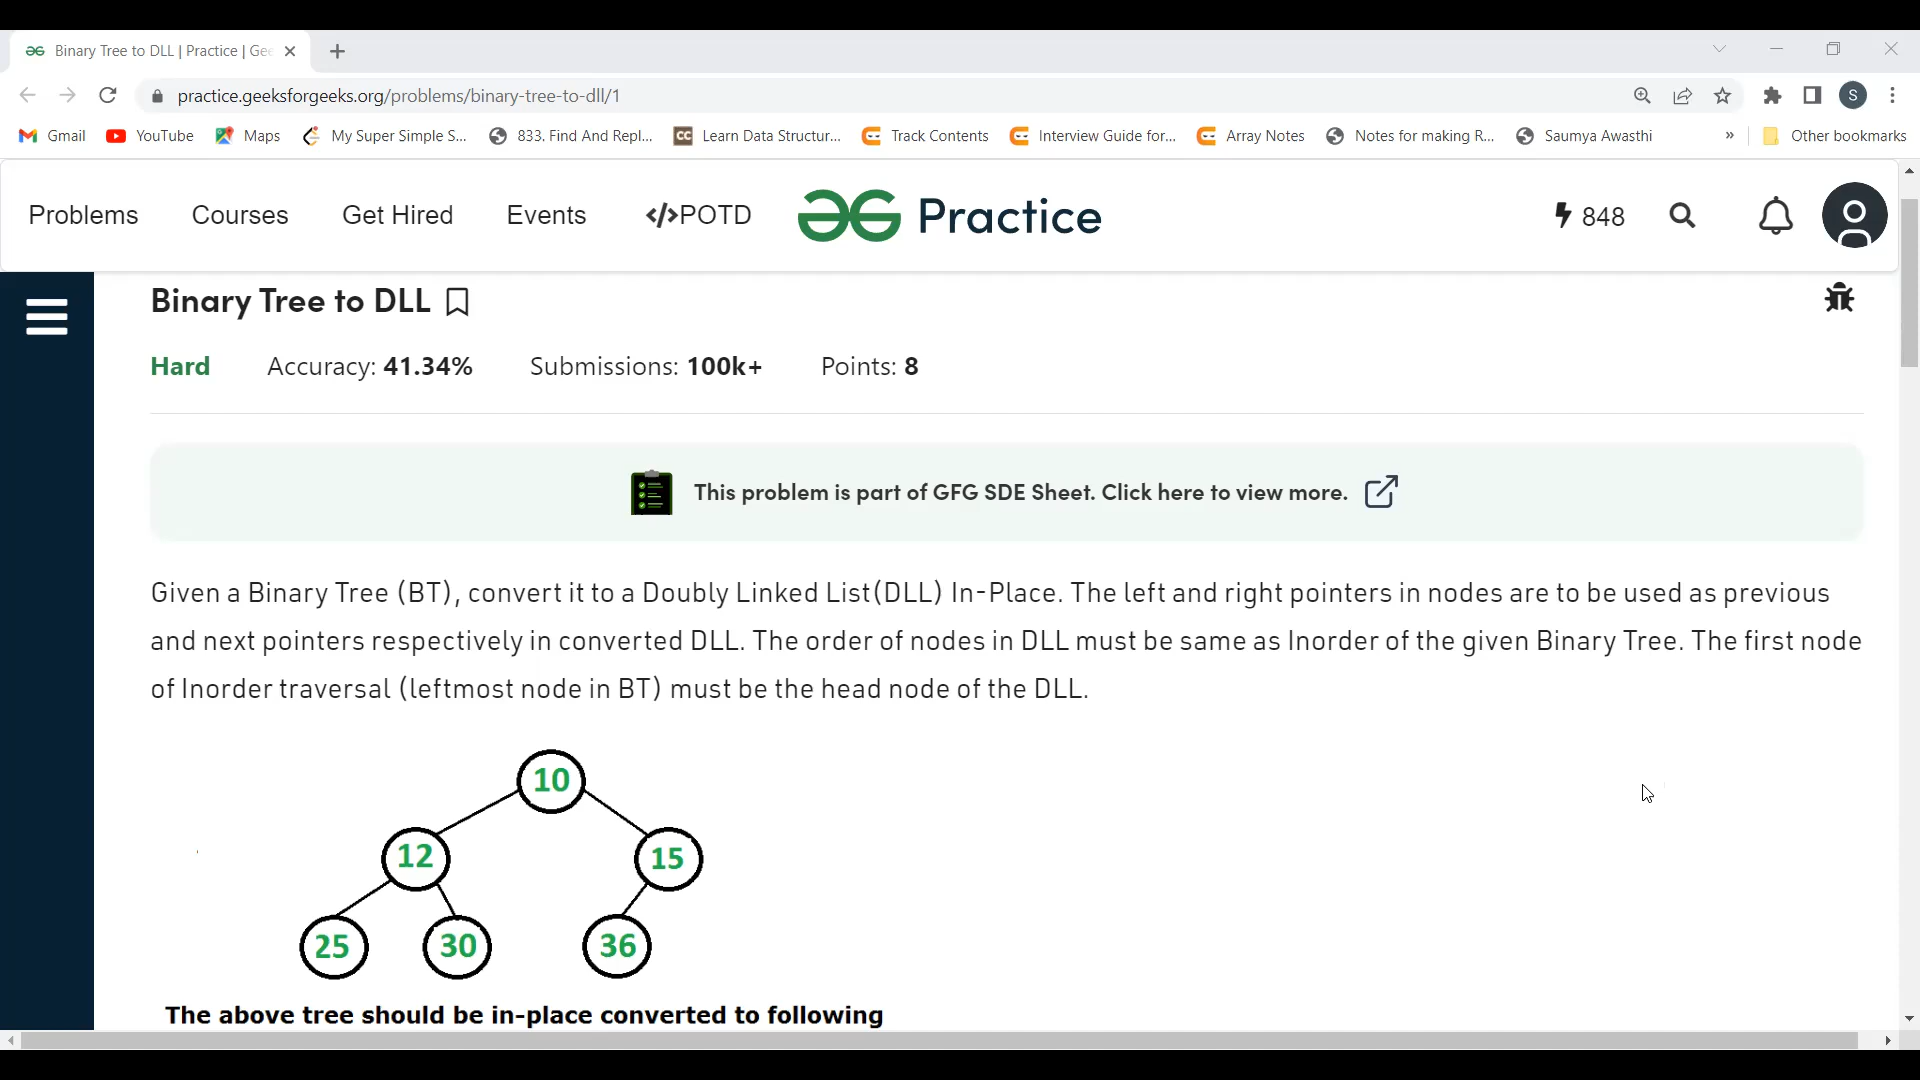 Binary Tree to DLL | Practice | Gee
practice.geeksforgeeks.org/problems/binary-tree-to-dll/1
S
Gmail YouTube Maps My Super Simple S... 833. Find And Repl... CC Learn Data Structur... Track Contents Interview Guide for... Array Notes Notes for making R... Saumya Awasthi » Other bookmarks
Problems Courses Get Hired Events </>POTD Practice 848
Binary Tree to DLL
Hard Accuracy: 41.34% Submissions: 100k+ Points: 8
This problem is part of GFG SDE Sheet. Click here to view more.
Given a Binary Tree (BT), convert it to a Doubly Linked List(DLL) In-Place. The left and right pointers in nodes are to be used as previous
and next pointers respectively in converted DLL. The order of nodes in DLL must be same as Inorder of the given Binary Tree. The first node
of Inorder traversal (leftmost node in BT) must be the head node of the DLL.
10
12 15
25 30 36
The above tree should be in-place converted to following